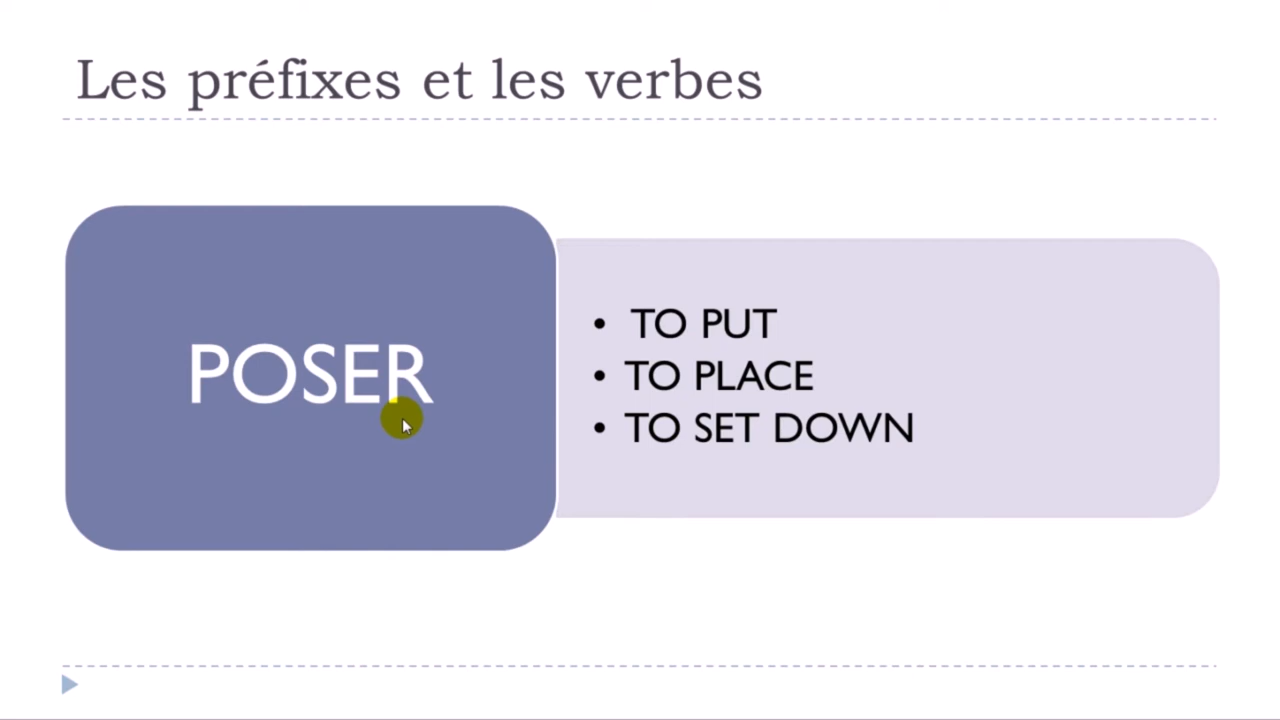 Les préfixes et les verbes
POSER
• TO PUT
• TO PLACE
• TO SET DOWN